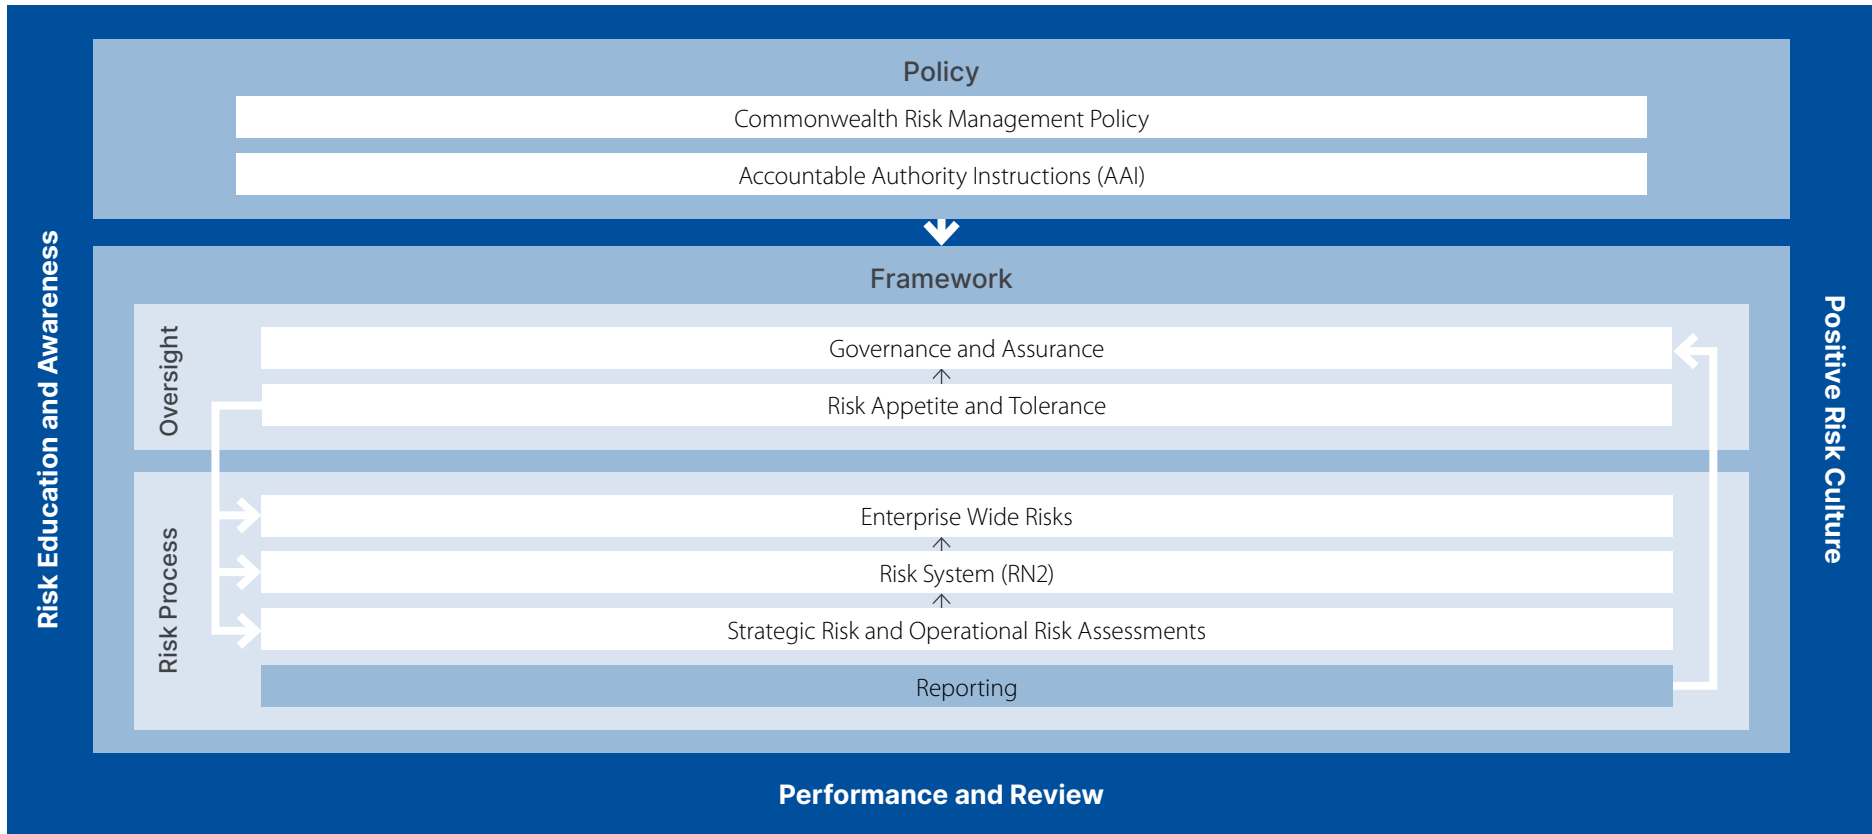 Policy
Commonwealth Risk Management Policy
Accountable Authority Instructions (AAI)
Risk Education and Awareness
Framework
Oversight
Governance and Assurance
Risk Appetite and Tolerance
Risk Process
Enterprise Wide Risks
Risk System (RN2)
Strategic Risk and Operational Risk Assessments
Reporting
Positive Risk Culture
Performance and Review